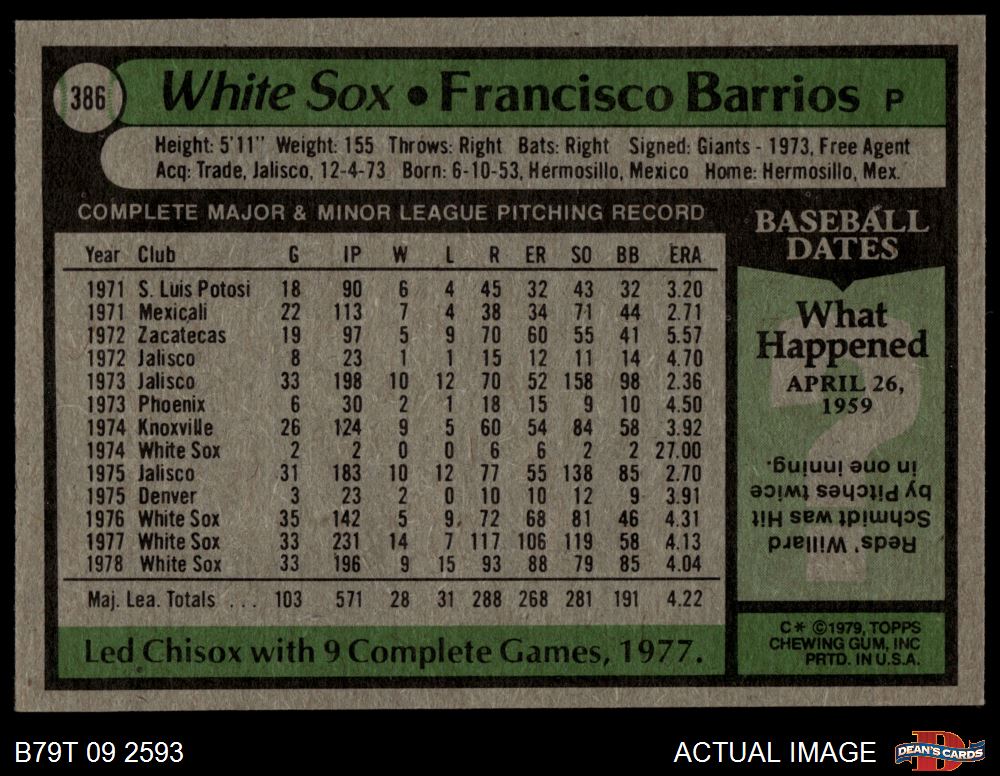 386
White Sox • Francisco Barrios P
Height: 5'11" Weight: 155 Throws: Right Bats: Right Signed: Giants - 1973, Free Agent
Acq: Trade, Jalisco, 12-4-73 Born: 6-10-53, Hermosillo, Mexico Home: Hermosillo, Mex.
COMPLETE MAJOR & MINOR LEAGUE PITCHING RECORD
Year Club G IP W L R ER SO BB ERA
1971 S. Luis Potosi 18 90 6 4 45 32 43 32 3.20
1971 Mexicali 22 113 7 4 38 34 71 44 2.71
1972 Zacatecas 19 97 5 9 70 60 55 41 5.57
1972 Jalisco 8 23 1 1 15 12 11 14 4.70
1973 Jalisco 33 198 10 12 70 52 158 98 2.36
1973 Phoenix 6 30 2 1 18 15 9 10 4.50
1974 Knoxville 26 124 9 5 60 54 84 58 3.92
1974 White Sox 2 2 0 0 6 6 2 2 27.00
1975 Jalisco 31 183 10 12 77 55 138 85 2.70
1975 Denver 3 23 2 0 10 10 12 9 3.91
1976 White Sox 35 142 5 9 72 68 81 46 4.31
1977 White Sox 33 231 14 7 117 106 119 58 4.13
1978 White Sox 33 196 9 15 93 88 79 85 4.04
Maj. Lea. Totals ... 103 571 28 31 288 268 281 191 4.22
Led Chisox with 9 Complete Games, 1977.
BASEBALL
DATES
What
Happened
APRIL 26,
1959
?
Reds' Willard
Schmidt was Hit
by Pitches twice
in one inning.
C* ©1979, TOPPS
CHEWING GUM, INC
PRTD. IN U.S.A.
B79T 09 2593
ACTUAL IMAGE
D
DEAN'S CARDS